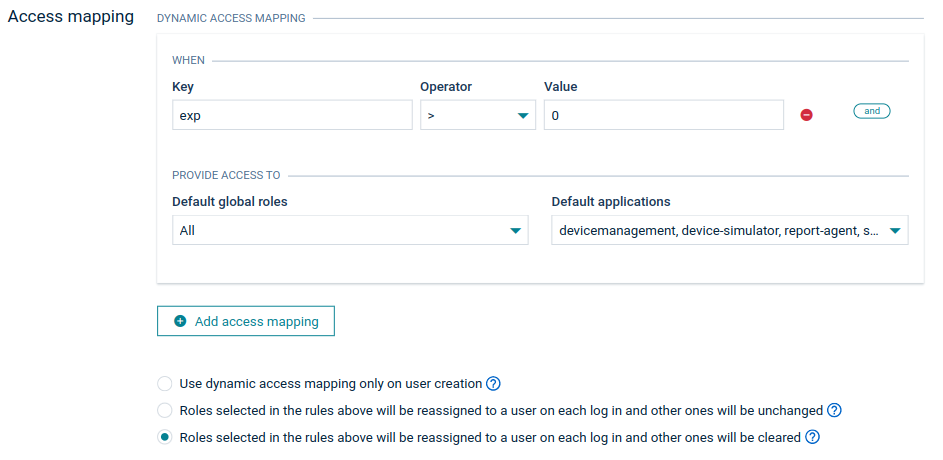 Access mapping
DYNAMIC ACCESS MAPPING
WHEN
Key Operator Value
exp > 0 and
PROVIDE ACCESS TO
Default global roles Default applications
All devicemanagement, device-simulator, report-agent, s...
Add access mapping
Use dynamic access mapping only on user creation ?
Roles selected in the rules above will be reassigned to a user on each log in and other ones will be unchanged ?
Roles selected in the rules above will be reassigned to a user on each log in and other ones will be cleared ?